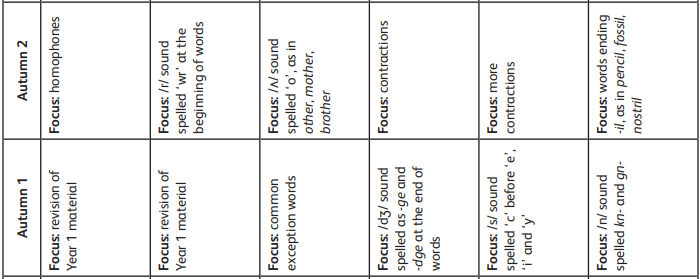 Autumn 1
Autumn 2
Focus: revision of
Year 1 material
Focus: homophones
Focus: revision of
Year 1 material
Focus: /r/ sound
spelled ‘wr’ at the
beginning of words
Focus: common
exception words
Focus: /ʌ/ sound
spelled ‘o’, as in
other, mother,
brother
Focus: /dʒ/ sound
spelled as -ge and
-dge at the end of
words
Focus: contractions
Focus: /s/ sound
spelled ‘c’ before ‘e’,
‘i’ and ‘y’
Focus: more
contractions
Focus: /n/ sound
spelled kn- and gn-
Focus: words ending
-il, as in pencil, fossil,
nostril